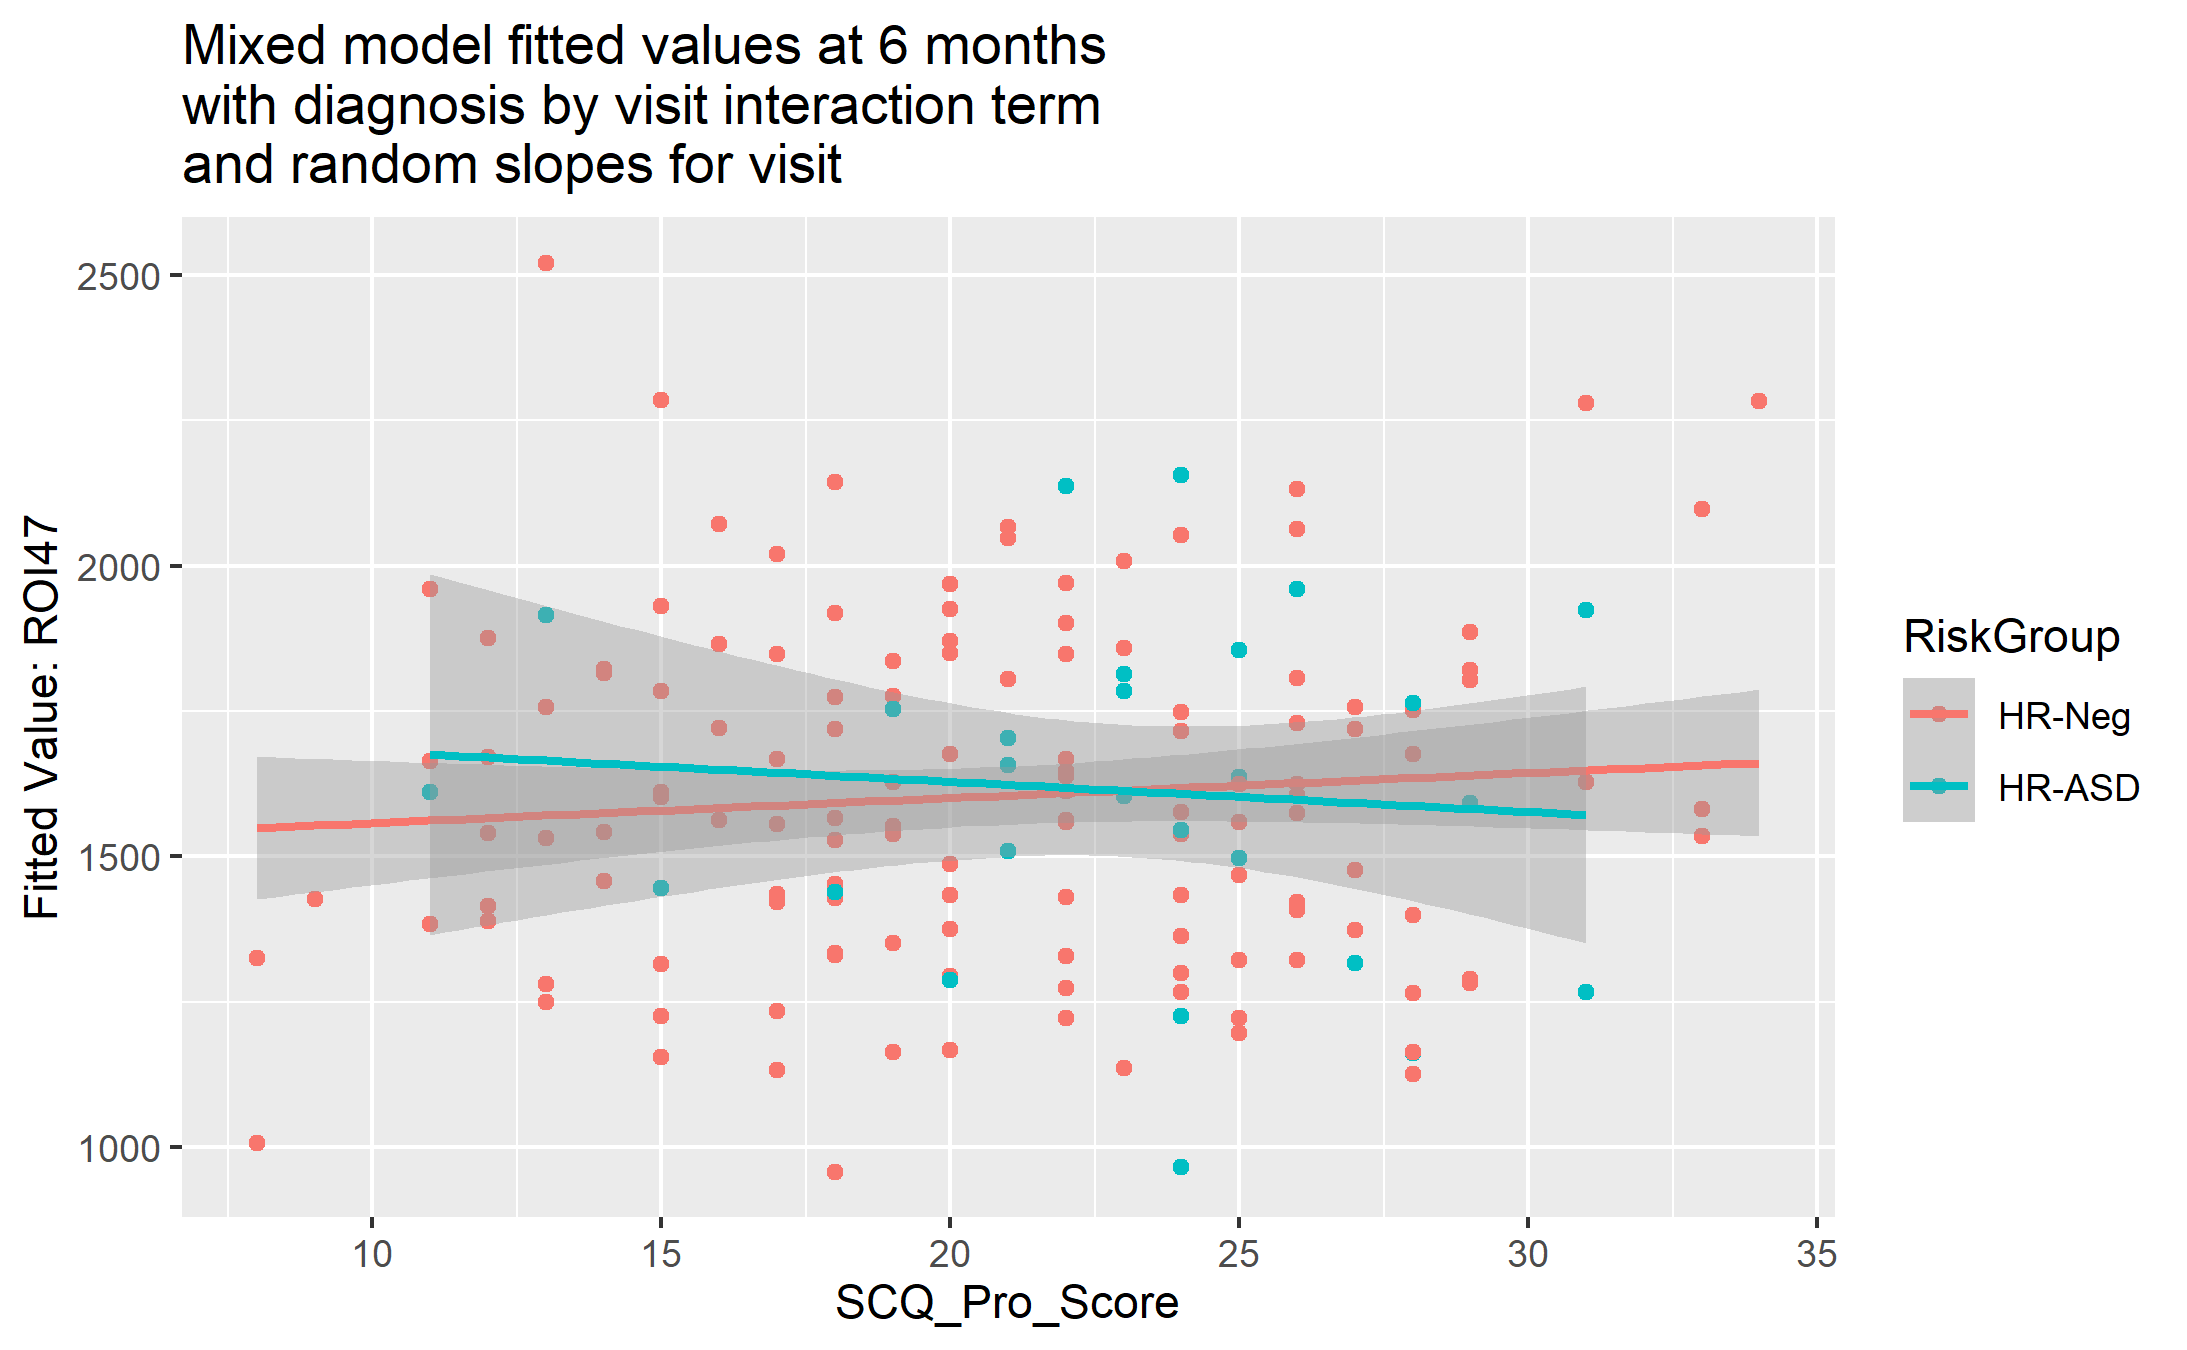 Mixed model fitted values at 6 months
with diagnosis by visit interaction term
and random slopes for visit
Fitted Value: ROI47
2500
2000
1500
1000
10 15 20 25 30 35
SCQ_Pro_Score
RiskGroup
HR-Neg
HR-ASD